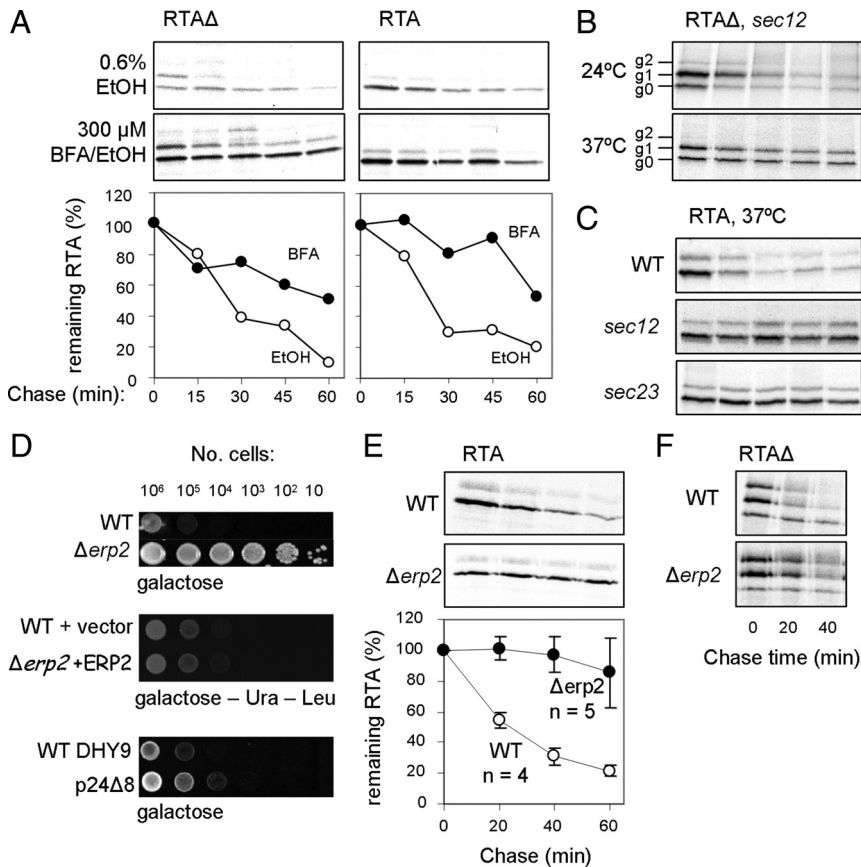 A
RTAΔ
RTA
0.6%
EtOH
300 µM
BFA/EtOH
remaining RTA (%)
120
100
80
60
40
20
0
BFA
EtOH
BFA
EtOH
Chase (min):
0 15 30 45 60
0 15 30 45 60
B
RTAΔ, sec12
24ºC
g2
g1
g0
37ºC
g2
g1
g0
C
RTA, 37ºC
WT
sec12
sec23
D
No. cells:
10⁶ 10⁵ 10⁴ 10³ 10² 10
WT
Δerp2
galactose
WT + vector
Δerp2 +ERP2
galactose – Ura – Leu
WT DHY9
p24Δ8
galactose
E
RTA
WT
Δerp2
remaining RTA (%)
120
100
80
60
40
20
0
Δerp2
n = 5
WT
n = 4
0 20 40 60
Chase (min)
F
RTAΔ
WT
Δerp2
0 20 40
Chase time (min)